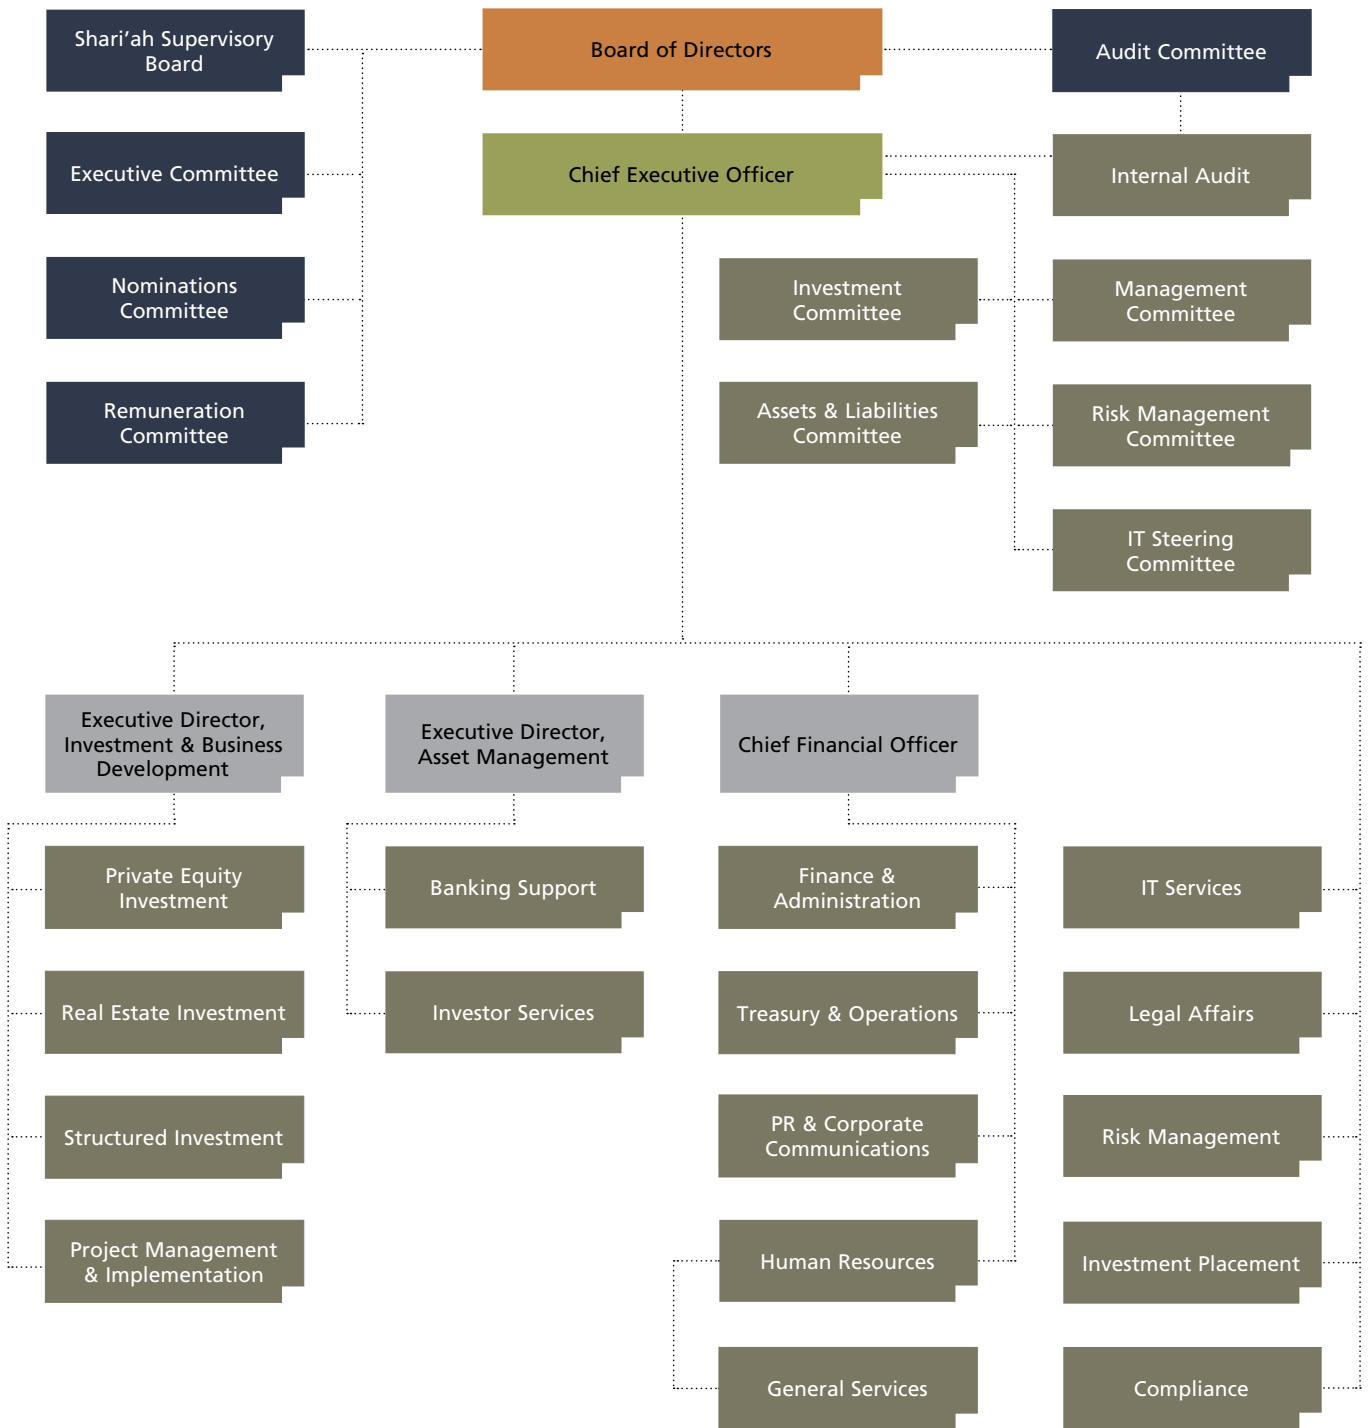 Shari’ah Supervisory
Board
Board of Directors
Audit Committee
Executive Committee
Chief Executive Officer
Internal Audit
Nominations
Committee
Investment
Committee
Management
Committee
Remuneration
Committee
Assets & Liabilities
Committee
Risk Management
Committee
IT Steering
Committee
Executive Director,
Investment & Business
Development
Executive Director,
Asset Management
Chief Financial Officer
Private Equity
Investment
Banking Support
Finance &
Administration
IT Services
Real Estate Investment
Investor Services
Treasury & Operations
Legal Affairs
Structured Investment
PR & Corporate
Communications
Risk Management
Project Management
& Implementation
Human Resources
Investment Placement
General Services
Compliance